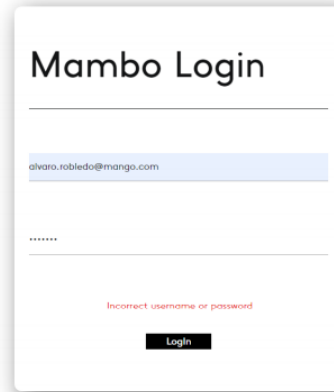 Mambo Login
alvaro.robledo@mango.com
•••••••
Incorrect username or password
LogIn